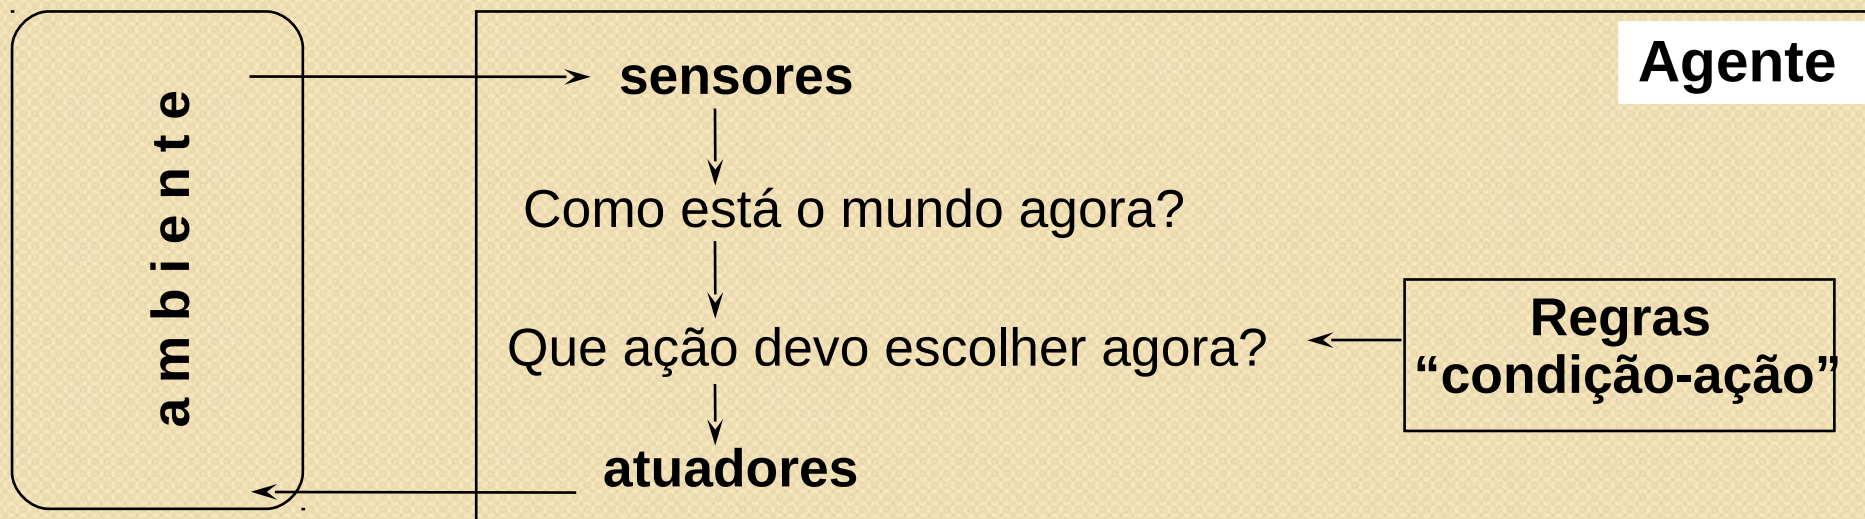 ambiente
Agente
sensores
Como está o mundo agora?
Que ação devo escolher agora?
Regras
“condição-ação”
atuadores